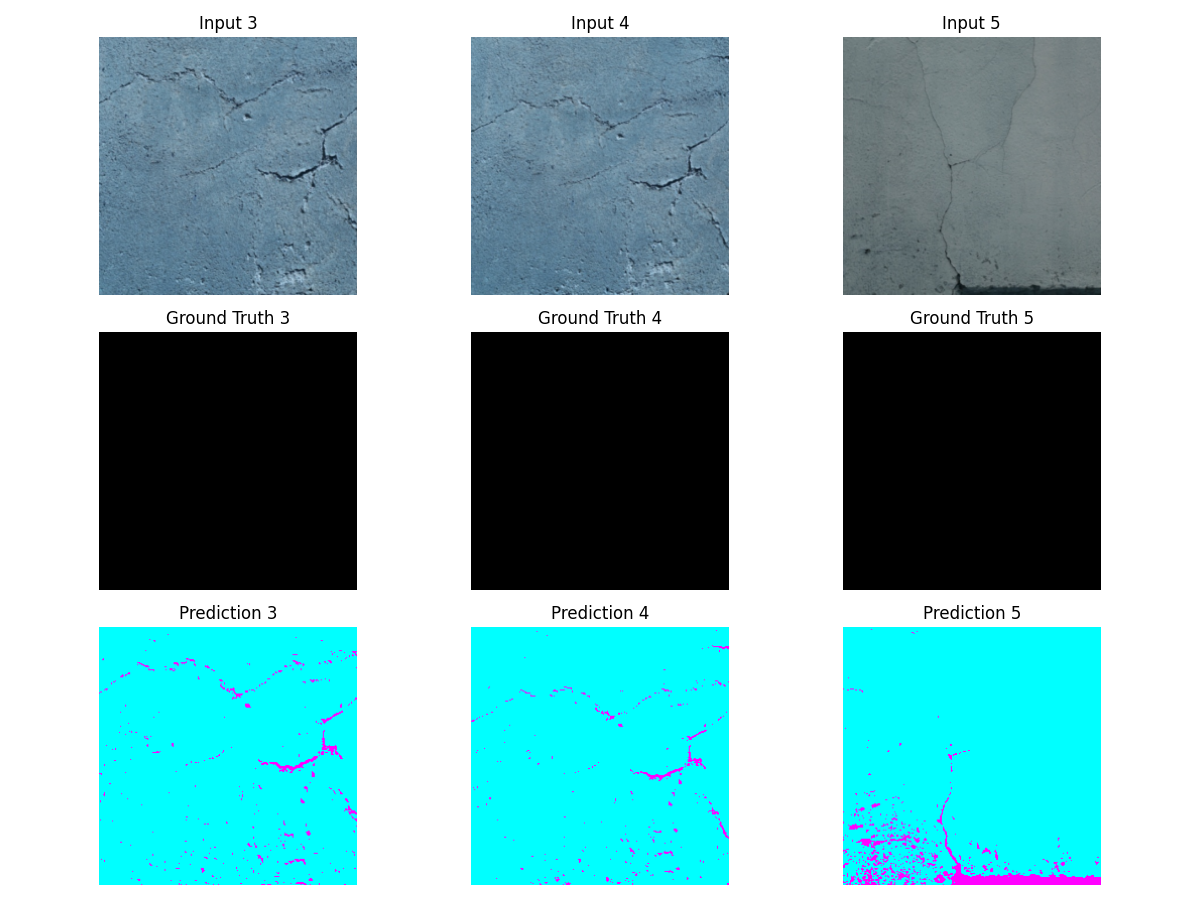 Input 3
Input 4
Input 5
Ground Truth 3
Ground Truth 4
Ground Truth 5
Prediction 3
Prediction 4
Prediction 5